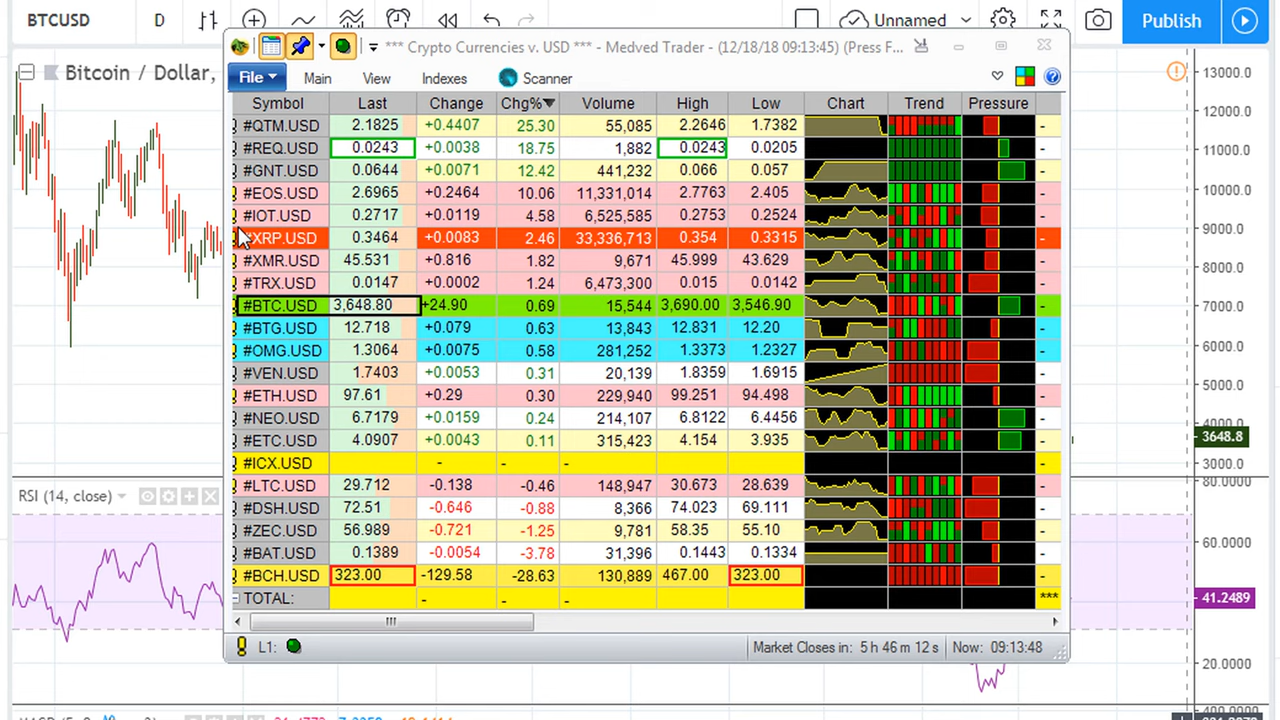 BTCUSD D Unnamed Publish
*** Crypto Currencies v. USD *** - Medved Trader - (12/18/18 09:13:45) (Press F...
File Main View Indexes Scanner
Bitcoin / Dollar,
Symbol Last Change Chg% Volume High Low Chart Trend Pressure
#QTM.USD 2.1825 +0.4407 25.30 55,085 2.2646 1.7382 -
#REQ.USD 0.0243 +0.0038 18.75 1,882 0.0243 0.0205 -
#GNT.USD 0.0644 +0.0071 12.42 441,232 0.066 0.057 -
#EOS.USD 2.6965 +0.2464 10.06 11,331,014 2.7763 2.405 -
#IOT.USD 0.2717 +0.0119 4.58 6,525,585 0.2753 0.2524 -
XRP.USD 0.3464 +0.0083 2.46 33,336,713 0.354 0.3315 -
#XMR.USD 45.531 +0.816 1.82 9,671 45.999 43.629 -
#TRX.USD 0.0147 +0.0002 1.24 6,473,300 0.015 0.0142 -
#BTC.USD 3,648.80 +24.90 0.69 15,544 3,690.00 3,546.90 -
#BTG.USD 12.718 +0.079 0.63 13,843 12.831 12.20 -
#OMG.USD 1.3064 +0.0075 0.58 281,252 1.3373 1.2327 -
#VEN.USD 1.7403 +0.0053 0.31 20,139 1.8359 1.6915 -
#ETH.USD 97.61 +0.29 0.30 229,940 99.251 94.498 -
#NEO.USD 6.7179 +0.0159 0.24 214,107 6.8122 6.4456 -
#ETC.USD 4.0907 +0.0043 0.11 315,423 4.154 3.935 -
#ICX.USD - - - -
#LTC.USD 29.712 -0.138 -0.46 148,947 30.673 28.639 -
#DSH.USD 72.51 -0.646 -0.88 8,366 74.023 69.111 -
#ZEC.USD 56.989 -0.721 -1.25 9,781 58.35 55.10 -
#BAT.USD 0.1389 -0.0054 -3.78 31,396 0.1443 0.1334 -
#BCH.USD 323.00 -129.58 -28.63 130,889 467.00 323.00 -
TOTAL: - - ***
L1: Market Closes in: 5 h 46 m 12 s Now: 09:13:48
13000.0
12000.0
11000.0
10000.0
9000.0
8000.0
7000.0
6000.0
5000.0
4000.0
3648.8
3000.0
RSI (14, close)
80.0000
60.0000
41.2489
20.0000